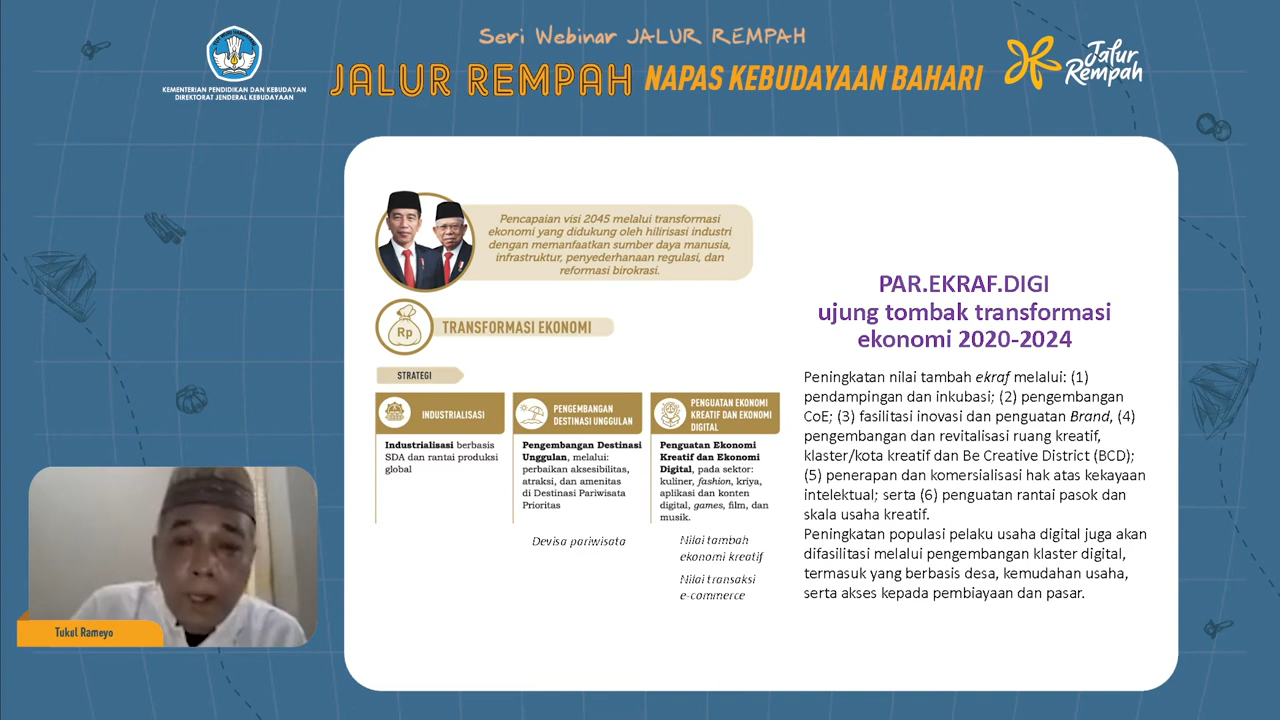 Seri Webinar JALUR REMPAH
JALUR REMPAH NAPAS KEBUDAYAAN BAHARI
KEMENTERIAN PENDIDIKAN DAN KEBUDAYAAN
DIREKTORAT JENDERAL KEBUDAYAAN
Jalur
Rempah
Pencapaian visi 2045 melalui transformasi
ekonomi yang didukung oleh hilirisasi industri
dengan memanfaatkan sumber daya manusia,
infrastruktur, penyederhanaan regulasi, dan
reformasi birokrasi.
Rp
TRANSFORMASI EKONOMI
STRATEGI
INDUSTRIALISASI
Industrialisasi berbasis
SDA dan rantai produksi
global
PENGEMBANGAN
DESTINASI UNGGULAN
Pengembangan Destinasi
Unggulan, melalui:
perbaikan aksesibilitas,
atraksi, dan amenitas
di Destinasi Pariwisata
Prioritas
Devisa pariwisata
PENGUATAN EKONOMI
KREATIF DAN EKONOMI
DIGITAL
Penguatan Ekonomi
Kreatif dan Ekonomi
Digital, pada sektor:
kuliner, fashion, kriya,
aplikasi dan konten
digital, games, film, dan
musik.
Nilai tambah
ekonomi kreatif
Nilai transaksi
e-commerce
PAR.EKRAF.DIGI
ujung tombak transformasi
ekonomi 2020-2024
Peningkatan nilai tambah ekraf melalui: (1)
pendampingan dan inkubasi; (2) pengembangan
CoE; (3) fasilitasi inovasi dan penguatan Brand, (4)
pengembangan dan revitalisasi ruang kreatif,
klaster/kota kreatif dan Be Creative District (BCD);
(5) penerapan dan komersialisasi hak atas kekayaan
intelektual; serta (6) penguatan rantai pasok dan
skala usaha kreatif.
Peningkatan populasi pelaku usaha digital juga akan
difasilitasi melalui pengembangan klaster digital,
termasuk yang berbasis desa, kemudahan usaha,
serta akses kepada pembiayaan dan pasar.
Tukul Rameyo